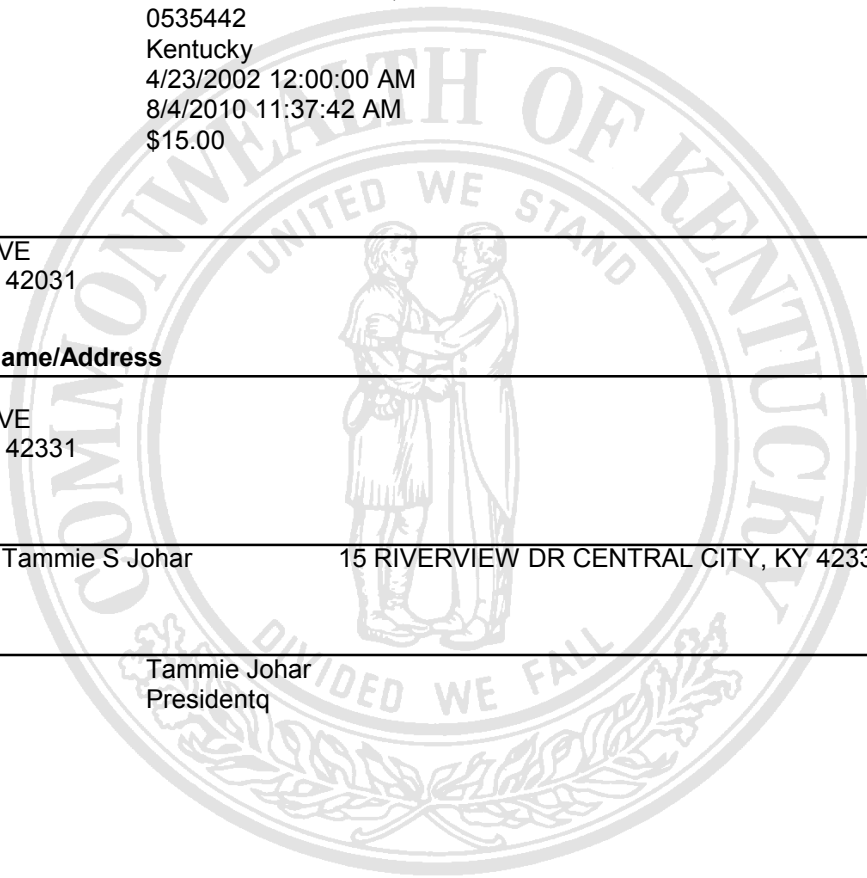 0535442
Kentucky
4/23/2002 12:00:00 AM
8/4/2010 11:37:42 AM
$15.00
COMMONWEALTH OF KENTUCKY
UNITED WE STAND
VE
42031
ame/Address
VE
42331
Tammie S Johar 15 RIVERVIEW DR CENTRAL CITY, KY 4233
DIVIDED WE FALL
Tammie Johar
Presidentq